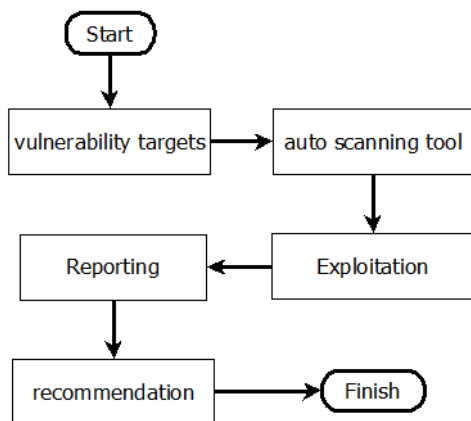 Start
vulnerability targets
auto scanning tool
Exploitation
Reporting
recommendation
Finish